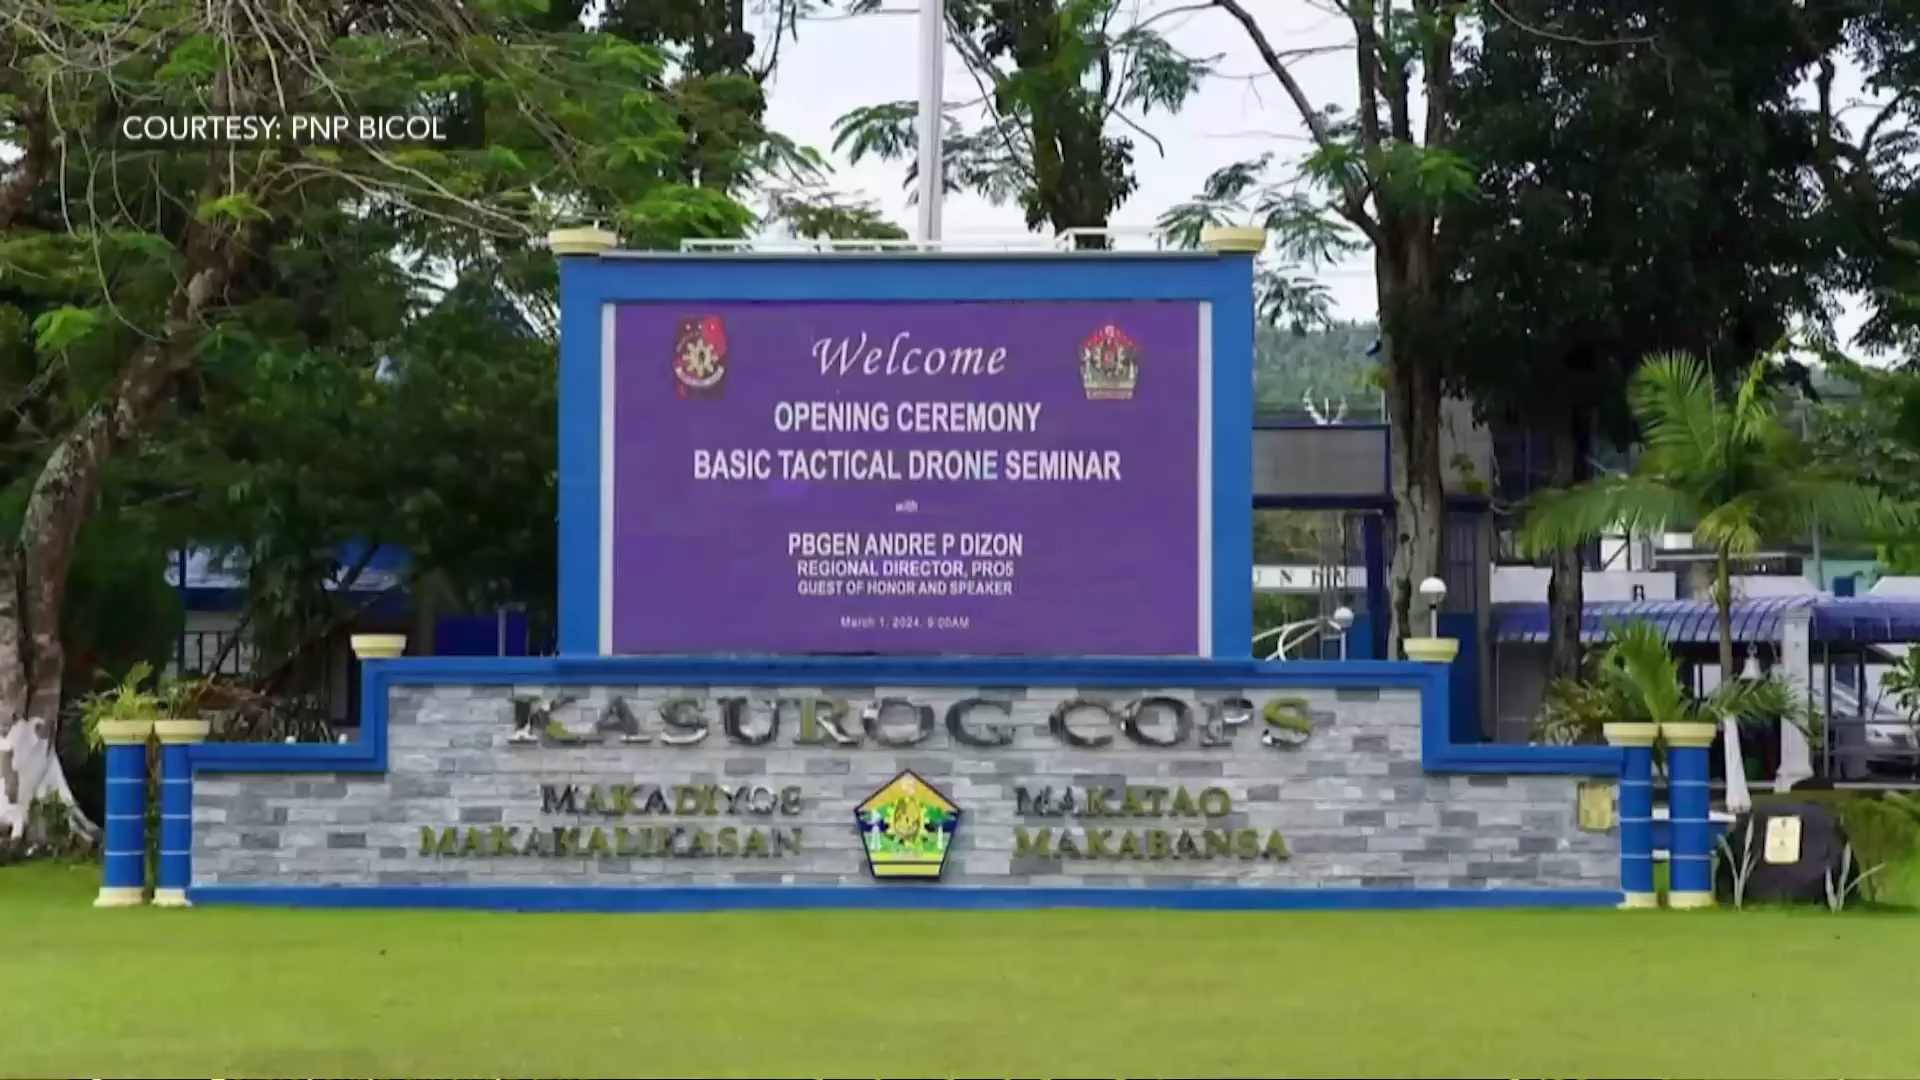 COURTESY: PNP BICOL
Welcome
OPENING CEREMONY
BASIC TACTICAL DRONE SEMINAR
with
PBGEN ANDRE P DIZON
REGIONAL DIRECTOR, PRO5
GUEST OF HONOR AND SPEAKER
March 1, 2024, 9:00AM
KASUROG COPS
MAKADIYOS
MAKAKALIKASAN
MAKATAO
MAKABANSA